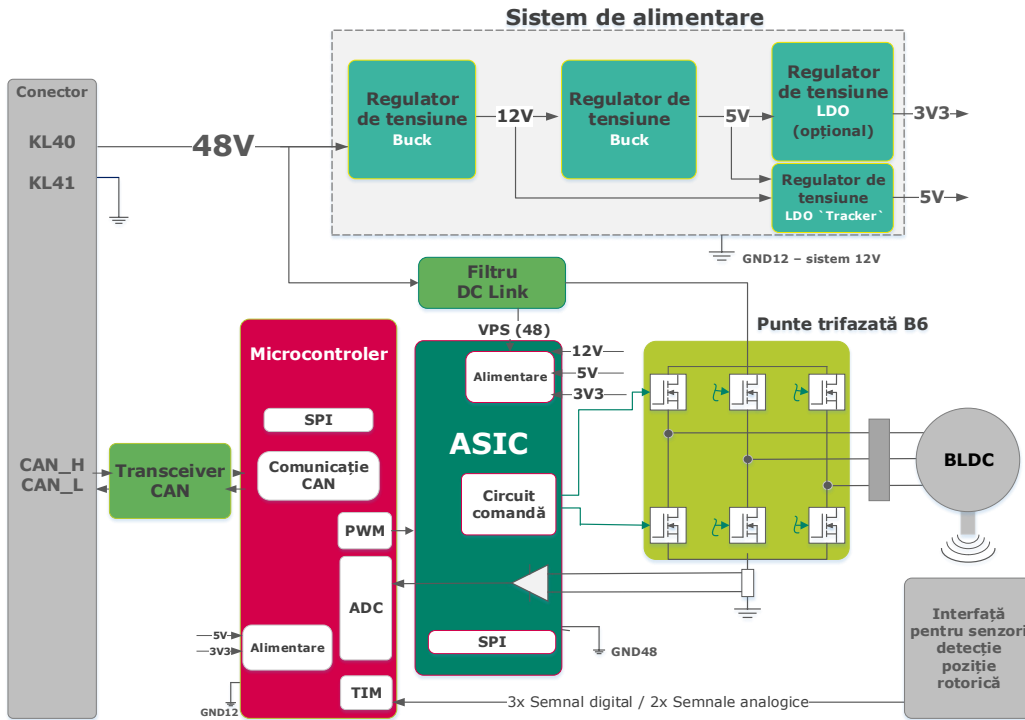 Sistem de alimentare
Conector
KL40
KL41
48V
Regulator
de tensiune
Buck
12V
Regulator de
tensiune
Buck
5V
Regulator
de tensiune
LDO
(opțional)
3V3
Regulator de
tensiune
LDO `Tracker`
5V
GND12 – sistem 12V
Filtru
DC Link
VPS (48)
Punte trifazată B6
Microcontroler
SPI
Comunicație
CAN
PWM
ADC
5V
3V3
Alimentare
TIM
GND12
CAN_H
CAN_L
Transceiver
CAN
ASIC
Alimentare
12V
5V
3V3
Circuit
comandă
SPI
GND48
BLDC
Interfață
pentru senzori
detecție
poziție
rotorică
3x Semnal digital / 2x Semnale analogice